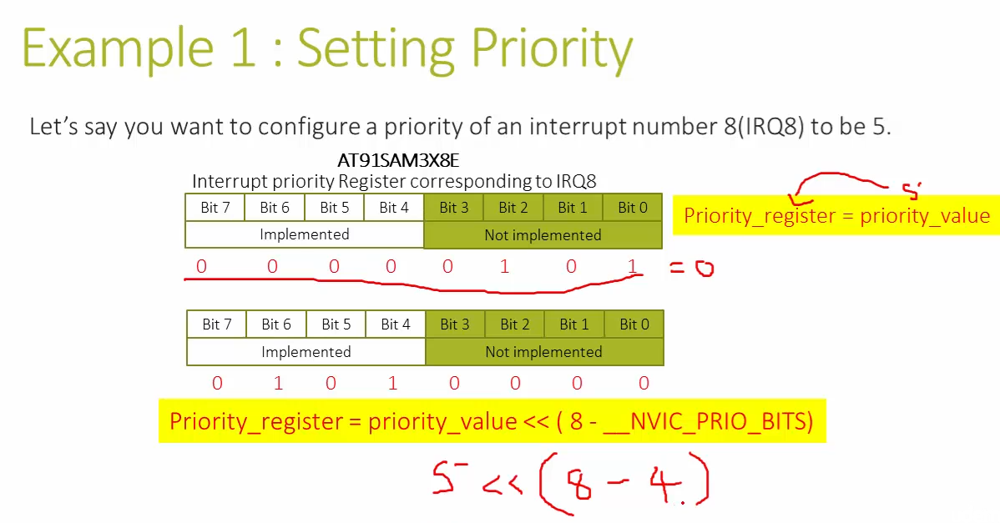 Example 1 : Setting Priority
Let's say you want to configure a priority of an interrupt number 8(IRQ8) to be 5.
AT91SAM3X8E
Interrupt priority Register corresponding to IRQ8
5
Bit 7 Bit 6 Bit 5 Bit 4 Bit 3 Bit 2 Bit 1 Bit 0
Priority_register = priority_value
Implemented Not implemented
0 0 0 0 0 1 0 1 = 0
Bit 7 Bit 6 Bit 5 Bit 4 Bit 3 Bit 2 Bit 1 Bit 0
Implemented Not implemented
0 1 0 1 0 0 0 0
Priority_register = priority_value << ( 8 - __NVIC_PRIO_BITS)
5 << (8 - 4)